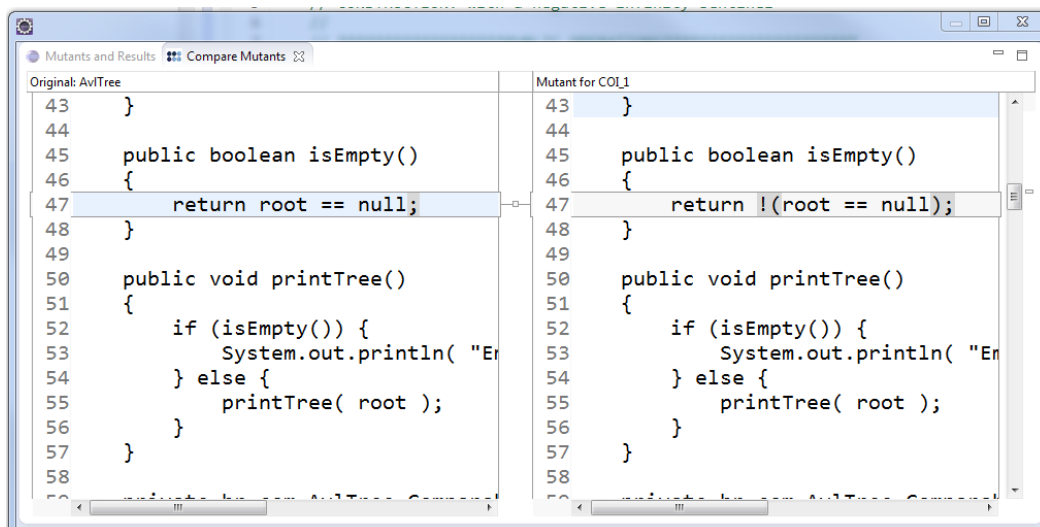 Mutants and Results Compare Mutants
Original: AvlTree
43 }
44
45 public boolean isEmpty()
46 {
47 return root == null;
48 }
49
50 public void printTree()
51 {
52 if (isEmpty()) {
53 System.out.println( "E
54 } else {
55 printTree( root );
56 }
57 }
58
Mutant for COI_1
43 }
44
45 public boolean isEmpty()
46 {
47 return !(root == null);
48 }
49
50 public void printTree()
51 {
52 if (isEmpty()) {
53 System.out.println( "En
54 } else {
55 printTree( root );
56 }
57 }
58